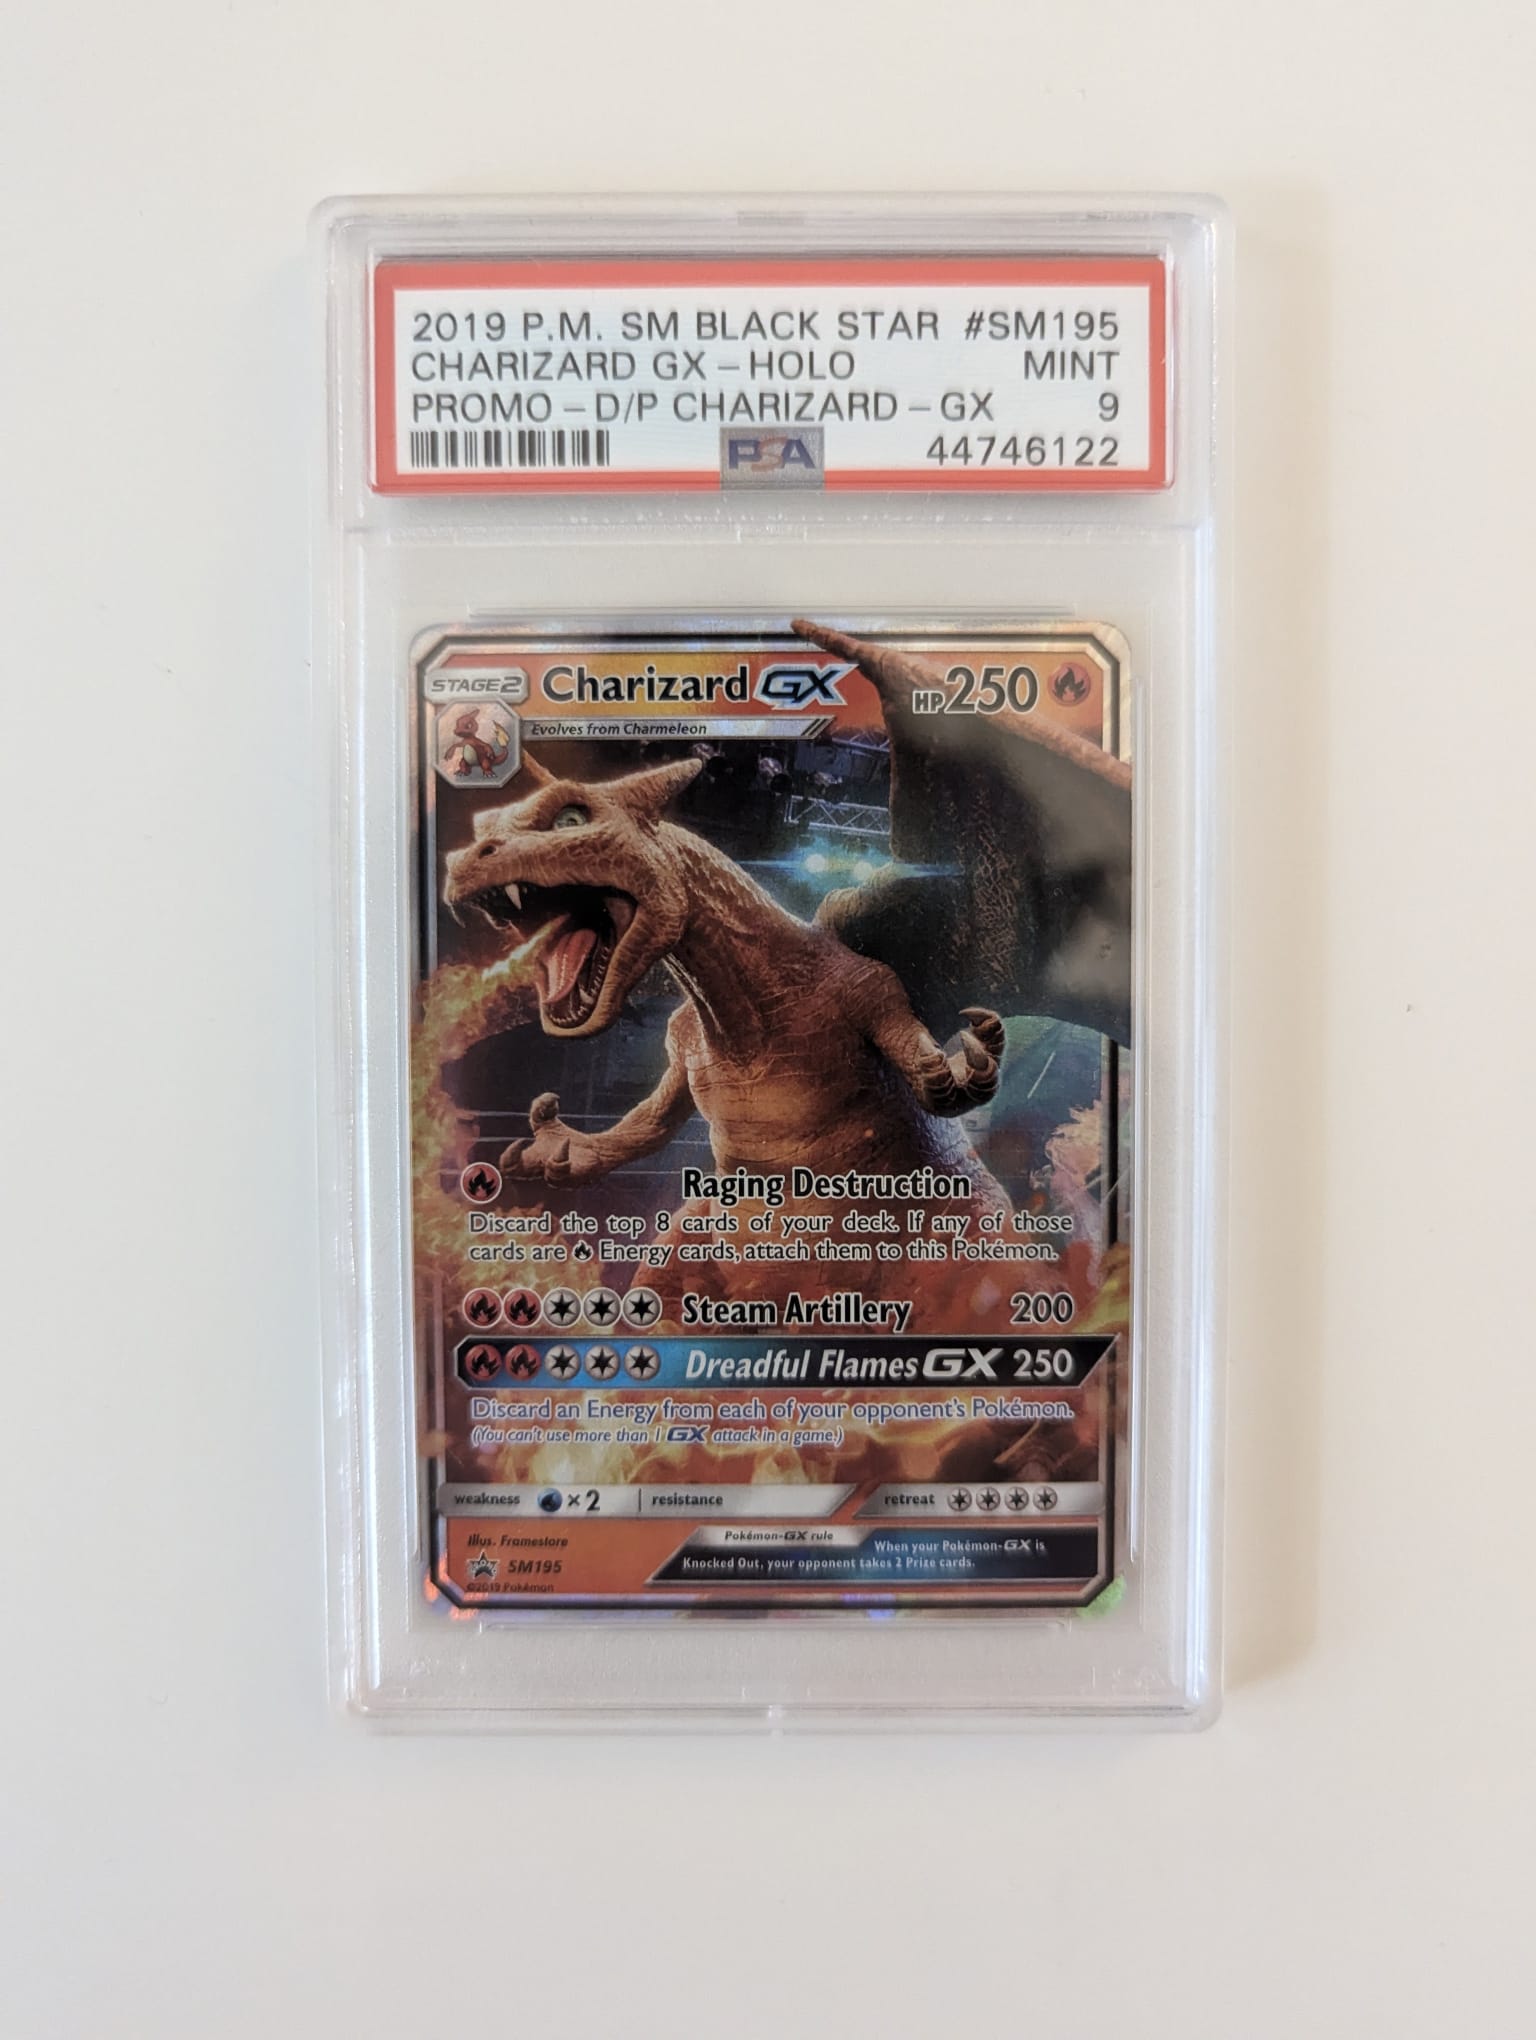 2019 P.M. SM BLACK STAR #SM195
CHARIZARD GX – HOLO MINT
PROMO – D/P CHARIZARD – GX 9
PSA 44746122
STAGE 2 Charizard GX HP 250
Evolves from Charmeleon
Raging Destruction
Discard the top 8 cards of your deck. If any of those
cards are Energy cards, attach them to this Pokémon.
Steam Artillery 200
Dreadful Flames GX 250
Discard an Energy from each of your opponent's Pokémon.
(You can't use more than 1 GX attack in a game.)
weakness ×2 resistance retreat
Illus. Framestore
Pokémon-GX rule When your Pokémon-GX is
Knocked Out, your opponent takes 2 Prize cards.
SM195
©2019 Pokémon